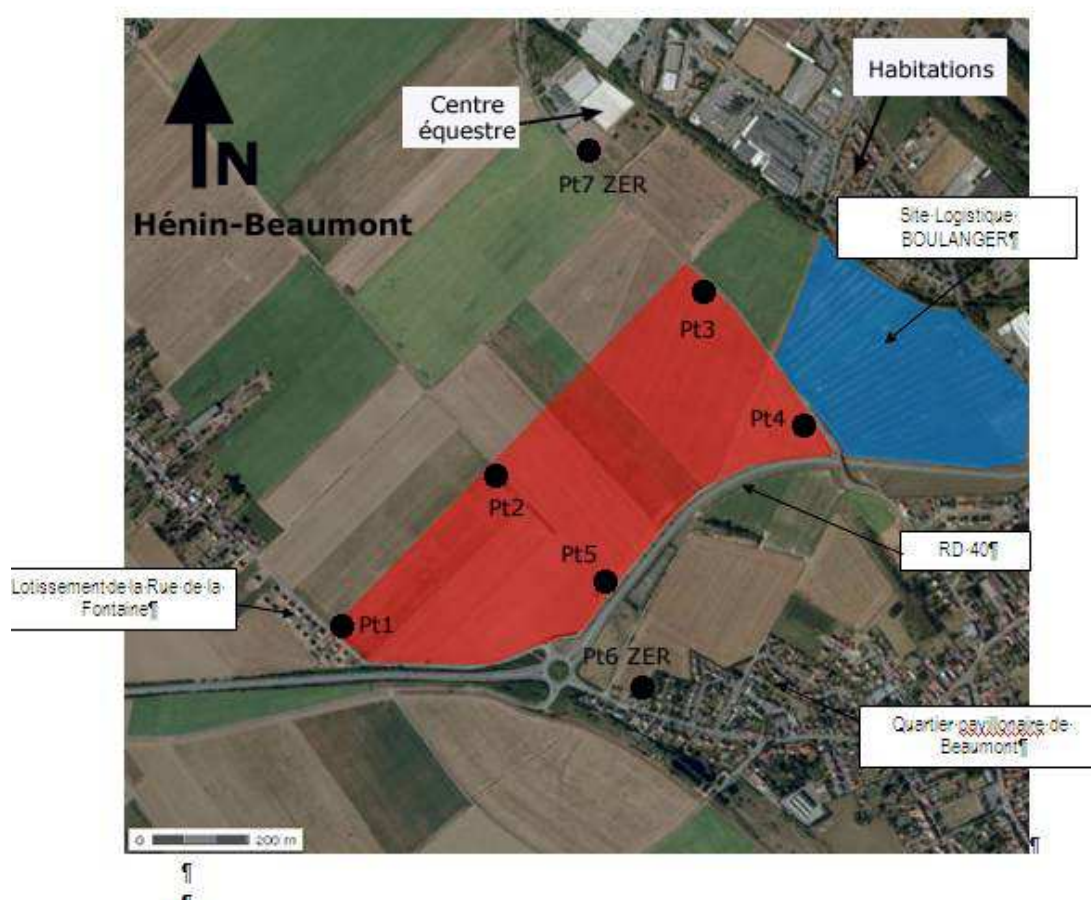 Habitations
Centre
équestre
Pt7 ZER
N
Hénin-Beaumont
Site·Logistique·
BOULANGER¶
Pt3
Pt4
Pt2
RD·40¶
Pt5
Lotissement·de·la·Rue·de·la·
Fontaine¶
Pt1
Pt6 ZER
Quartier·pavillonaire·de·
Beaumont¶
0 200 m
¶
¶
¶